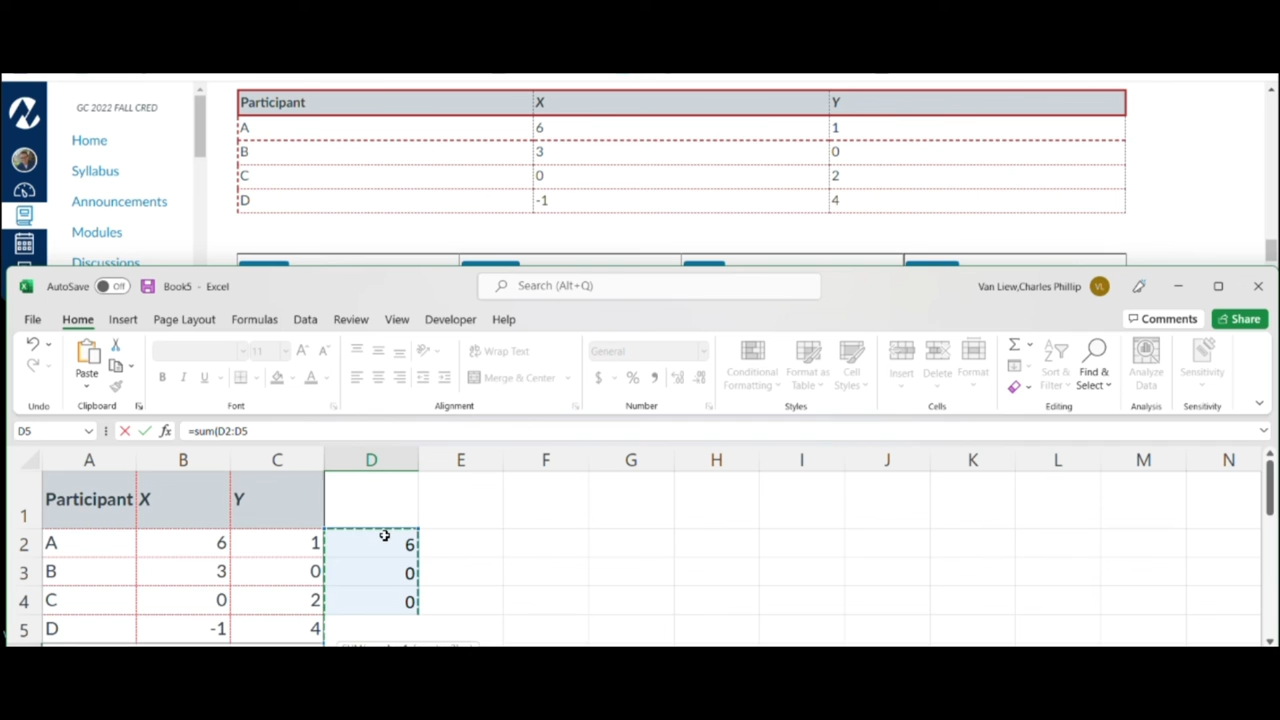 GC 2022 FALL CRED
Home
Syllabus
Announcements
Modules
Discussions
Participant X Y
A 6 1
B 3 0
C 0 2
D -1 4
AutoSave Off Book5 - Excel Search (Alt+Q) Van Liew,Charles Phillip VL
File Home Insert Page Layout Formulas Data Review View Developer Help Comments Share
11 Wrap Text General
Paste B I U Merge & Center $ % , Conditional Formatting Format as Table Cell Styles Insert Delete Format Sort & Filter Find & Select Analyze Data Sensitivity
Undo Clipboard Font Alignment Number Styles Cells Editing Analysis Sensitivity
D5 fx =sum(D2:D5
A B C D E F G H I J K L M N
1 Participant X Y
2 A 6 1 6
3 B 3 0 0
4 C 0 2 0
5 D -1 4